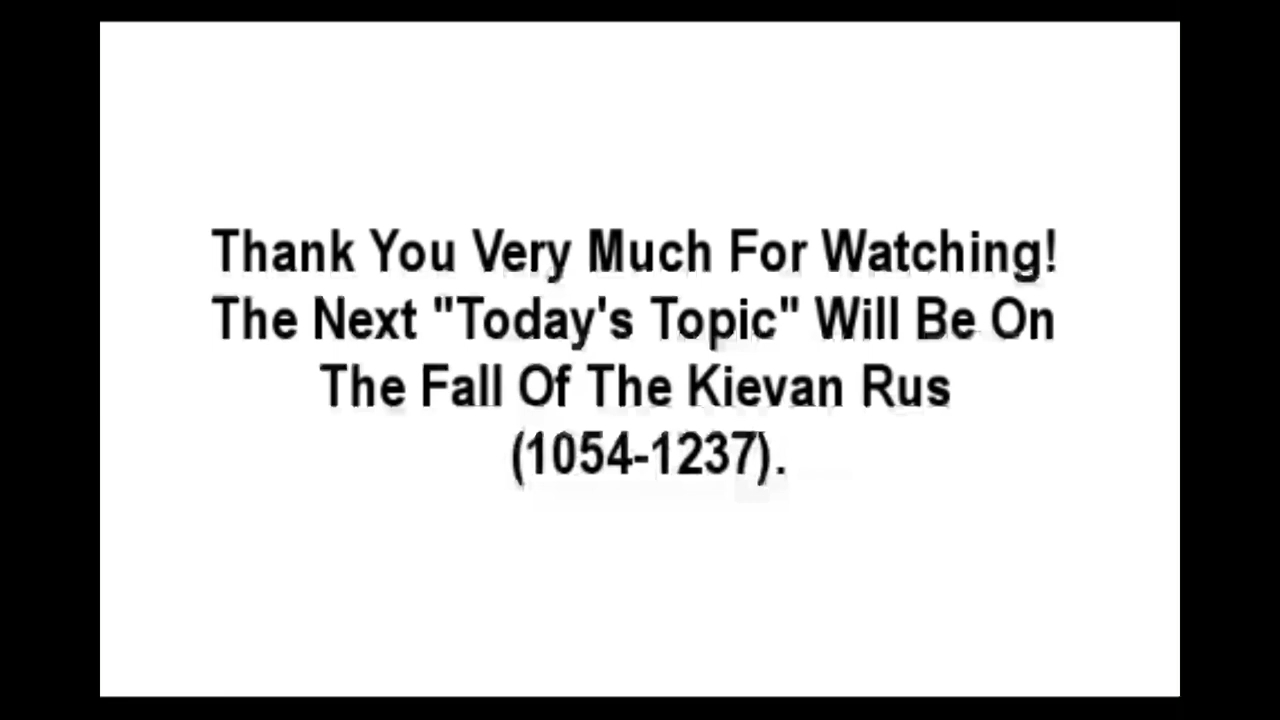 Thank You Very Much For Watching!
The Next "Today's Topic" Will Be On
The Fall Of The Kievan Rus
(1054-1237).